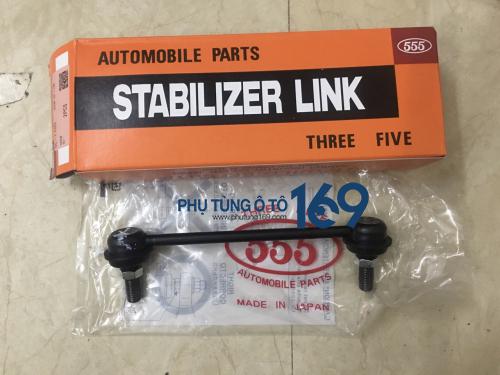 AUTOMOBILE PARTS
555
STABILIZER LINK
THREE FIVE
PHỤ TÙNG Ô TÔ 169
www.phutung169.com
555
AUTOMOBILE PARTS
MADE IN JAPAN